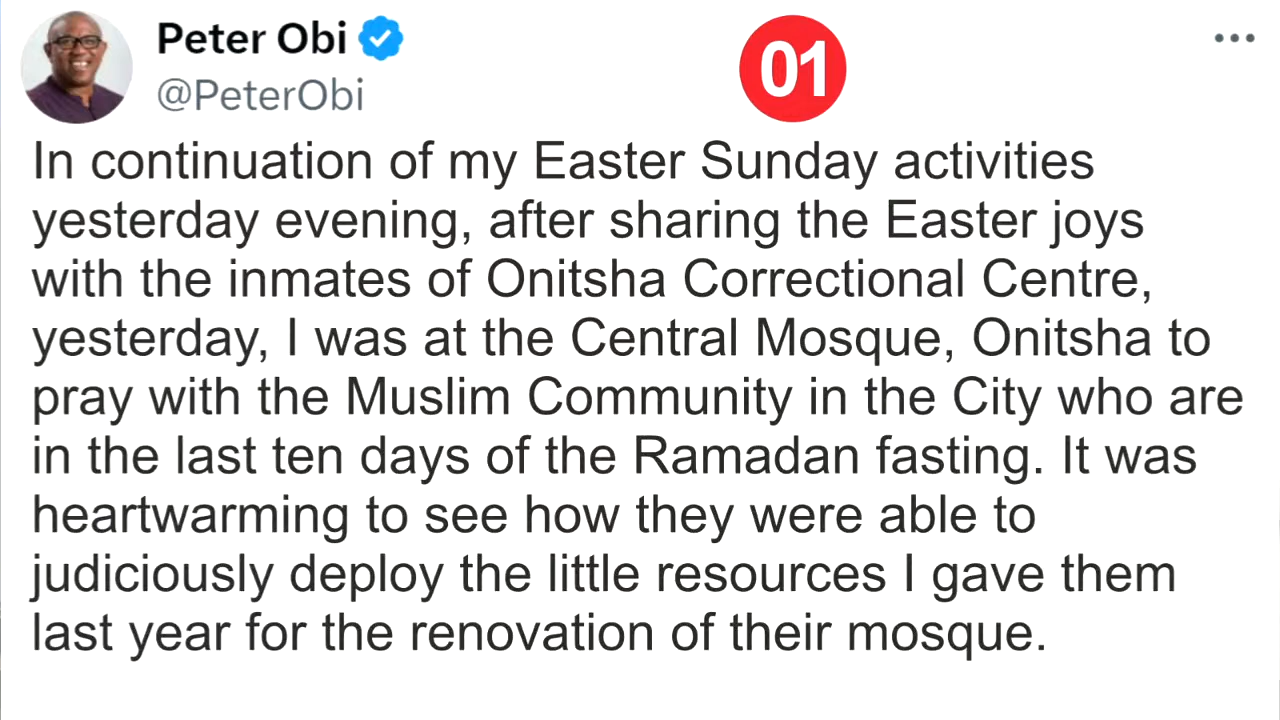 Peter Obi
@PeterObi
01
In continuation of my Easter Sunday activities
yesterday evening, after sharing the Easter joys
with the inmates of Onitsha Correctional Centre,
yesterday, I was at the Central Mosque, Onitsha to
pray with the Muslim Community in the City who are
in the last ten days of the Ramadan fasting. It was
heartwarming to see how they were able to
judiciously deploy the little resources I gave them
last year for the renovation of their mosque.